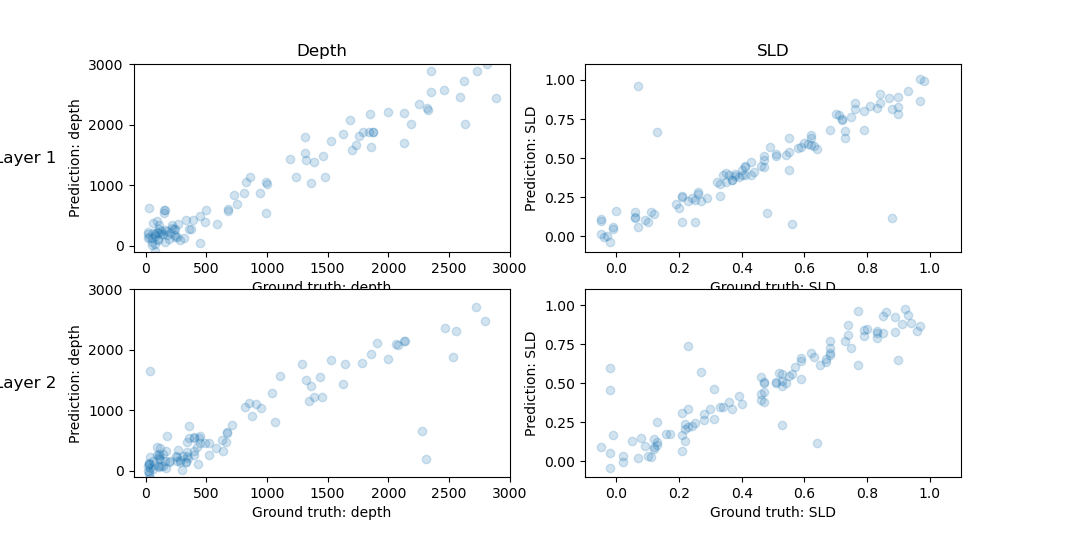 Depth
SLD
Layer 1
Prediction: depth
3000
2000
1000
0
0 500 1000 1500 2000 2500 3000
Ground truth: depth
Prediction: SLD
1.00
0.75
0.50
0.25
0.00
0.0 0.2 0.4 0.6 0.8 1.0
Ground truth: SLD
Layer 2
Prediction: depth
3000
2000
1000
0
0 500 1000 1500 2000 2500 3000
Ground truth: depth
Prediction: SLD
1.00
0.75
0.50
0.25
0.00
0.0 0.2 0.4 0.6 0.8 1.0
Ground truth: SLD